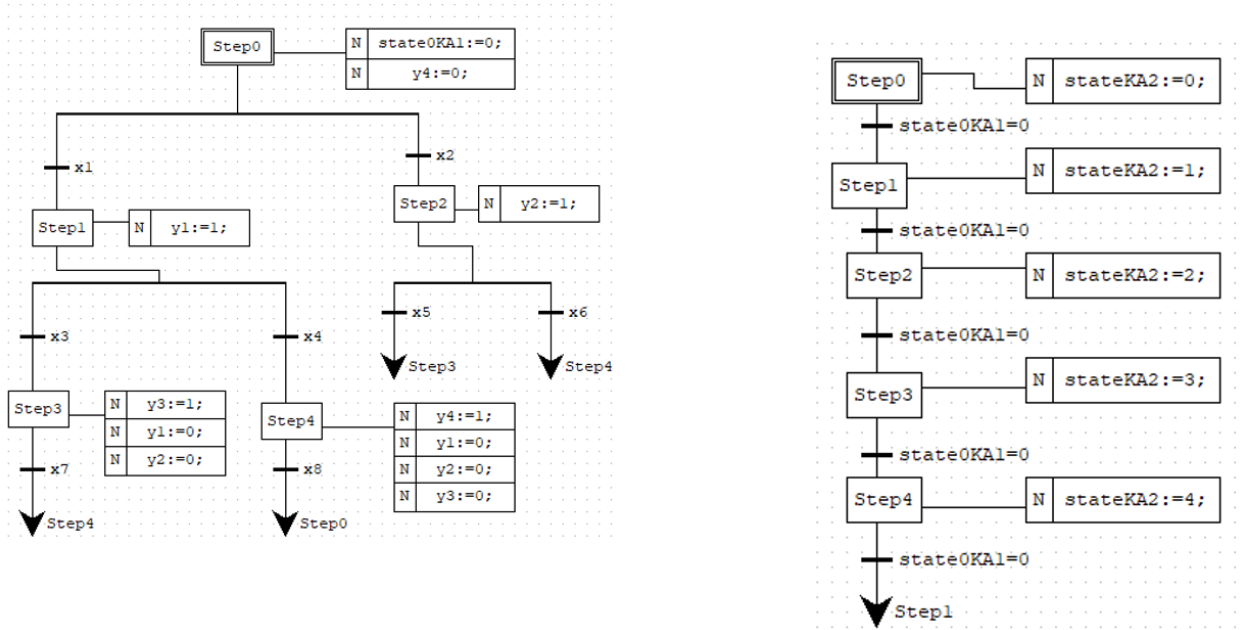 Step0
N state0KA1:=0;
N y4:=0;
x1
x2
Step1
N y1:=1;
Step2
N y2:=1;
x3
x4
x5
x6
Step3
Step4
Step3
N y3:=1;
N y1:=0;
N y2:=0;
Step4
N y4:=1;
N y1:=0;
N y2:=0;
N y3:=0;
x7
x8
Step4
Step0
Step0
N stateKA2:=0;
state0KA1=0
Step1
N stateKA2:=1;
state0KA1=0
Step2
N stateKA2:=2;
state0KA1=0
Step3
N stateKA2:=3;
state0KA1=0
Step4
N stateKA2:=4;
state0KA1=0
Step1